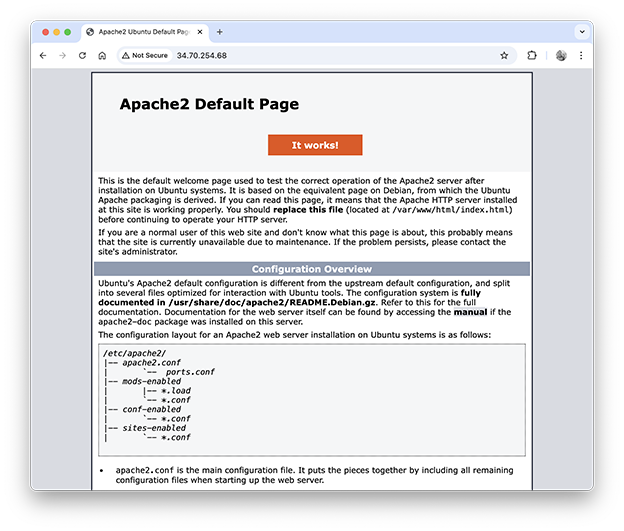 Apache2 Ubuntu Default Pag
Not Secure 34.70.254.68
Apache2 Default Page
It works!
This is the default welcome page used to test the correct operation of the Apache2 server after
installation on Ubuntu systems. It is based on the equivalent page on Debian, from which the Ubuntu
Apache packaging is derived. If you can read this page, it means that the Apache HTTP server installed
at this site is working properly. You should replace this file (located at /var/www/html/index.html)
before continuing to operate your HTTP server.
If you are a normal user of this web site and don't know what this page is about, this probably means
that the site is currently unavailable due to maintenance. If the problem persists, please contact the
site's administrator.
Configuration Overview
Ubuntu's Apache2 default configuration is different from the upstream default configuration, and split
into several files optimized for interaction with Ubuntu tools. The configuration system is fully
documented in /usr/share/doc/apache2/README.Debian.gz. Refer to this for the full
documentation. Documentation for the web server itself can be found by accessing the manual if the
apache2-doc package was installed on this server.
The configuration layout for an Apache2 web server installation on Ubuntu systems is as follows:
/etc/apache2/
|-- apache2.conf
|       `--  ports.conf
|-- mods-enabled
|       |-- *.load
|       `-- *.conf
|-- conf-enabled
|       `-- *.conf
|-- sites-enabled
|       `-- *.conf
• apache2.conf is the main configuration file. It puts the pieces together by including all remaining
configuration files when starting up the web server.